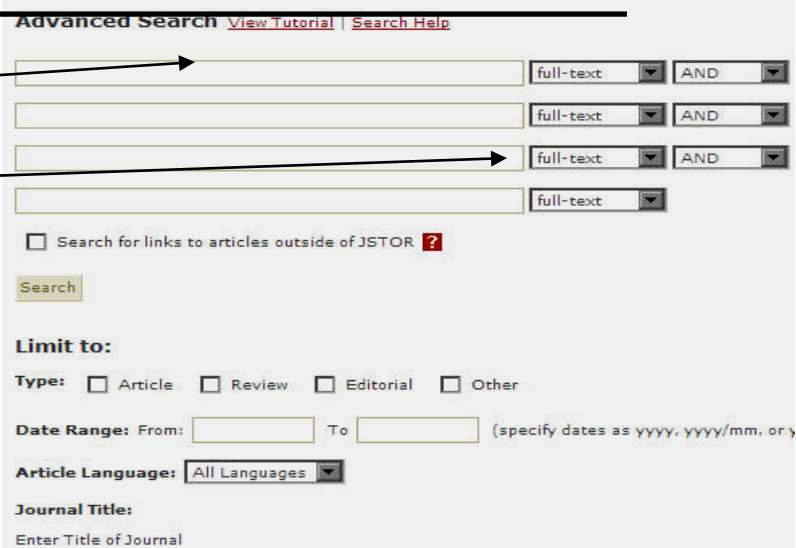 Advanced Search View Tutorial | Search Help
full-text AND
full-text AND
full-text AND
full-text
Search for links to articles outside of JSTOR ?
Search
Limit to:
Type: Article Review Editorial Other
Date Range: From: To (specify dates as yyyy, yyyy/mm, or
Article Language: All Languages
Journal Title:
Enter Title of Journal